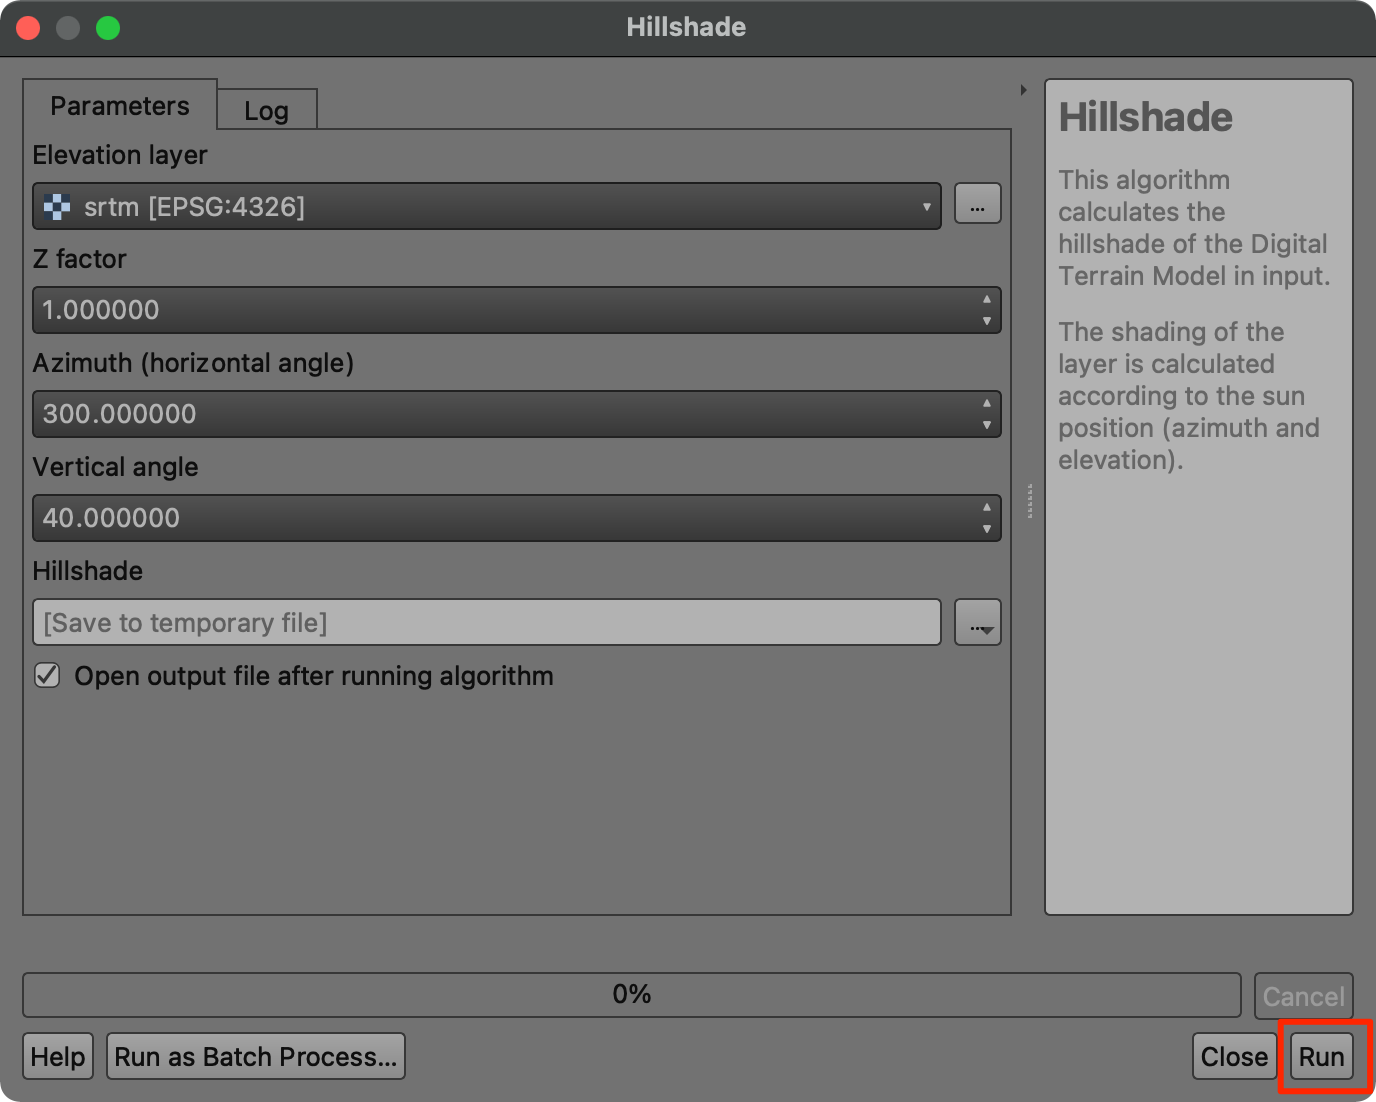 Hillshade
Parameters
Log
Elevation layer
srtm [EPSG:4326]
...
Z factor
1.000000
Azimuth (horizontal angle)
300.000000
Vertical angle
40.000000
Hillshade
[Save to temporary file]
...
Open output file after running algorithm
Hillshade
This algorithm
calculates the
hillshade of the Digital
Terrain Model in input.
The shading of the
layer is calculated
according to the sun
position (azimuth and
elevation).
0%
Cancel
Help
Run as Batch Process...
Close
Run